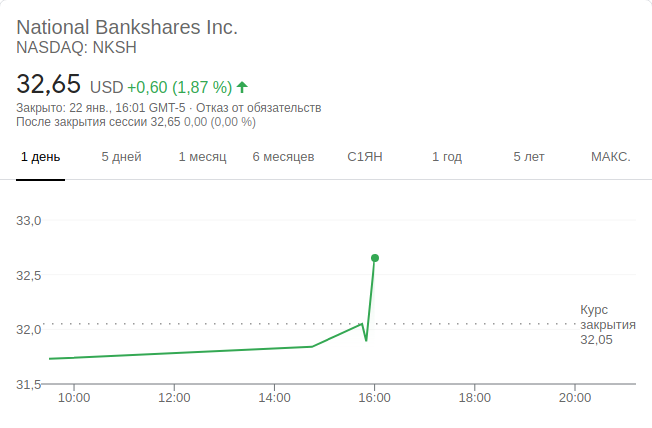 National Bankshares Inc.
NASDAQ: NKSH
32,65 USD +0,60 (1,87 %)
Закрыто: 22 янв., 16:01 GMT-5 · Отказ от обязательств
После закрытия сессии 32,65 0,00 (0,00 %)
1 день 5 дней 1 месяц 6 месяцев С1ЯН 1 год 5 лет МАКС.
33,0
32,5
32,0
31,5
Курс
закрытия
32,05
10:00 12:00 14:00 16:00 18:00 20:00